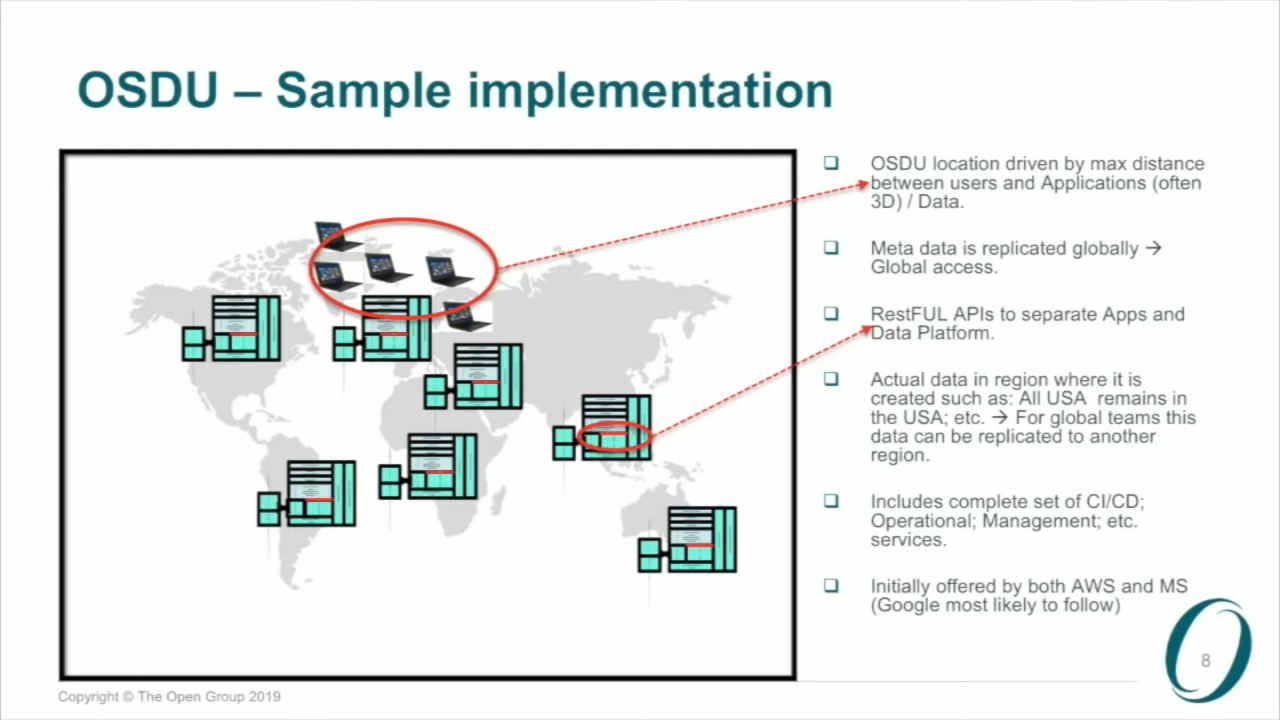 OSDU – Sample implementation
❑ OSDU location driven by max distance
between users and Applications (often
3D) / Data.
❑ Meta data is replicated globally →
Global access.
❑ RestFUL APIs to separate Apps and
Data Platform.
❑ Actual data in region where it is
created such as: All USA remains in
the USA; etc. → For global teams this
data can be replicated to another
region.
❑ Includes complete set of CI/CD;
Operational; Management; etc.
services.
❑ Initially offered by both AWS and MS
(Google most likely to follow)
8
Copyright © The Open Group 2019